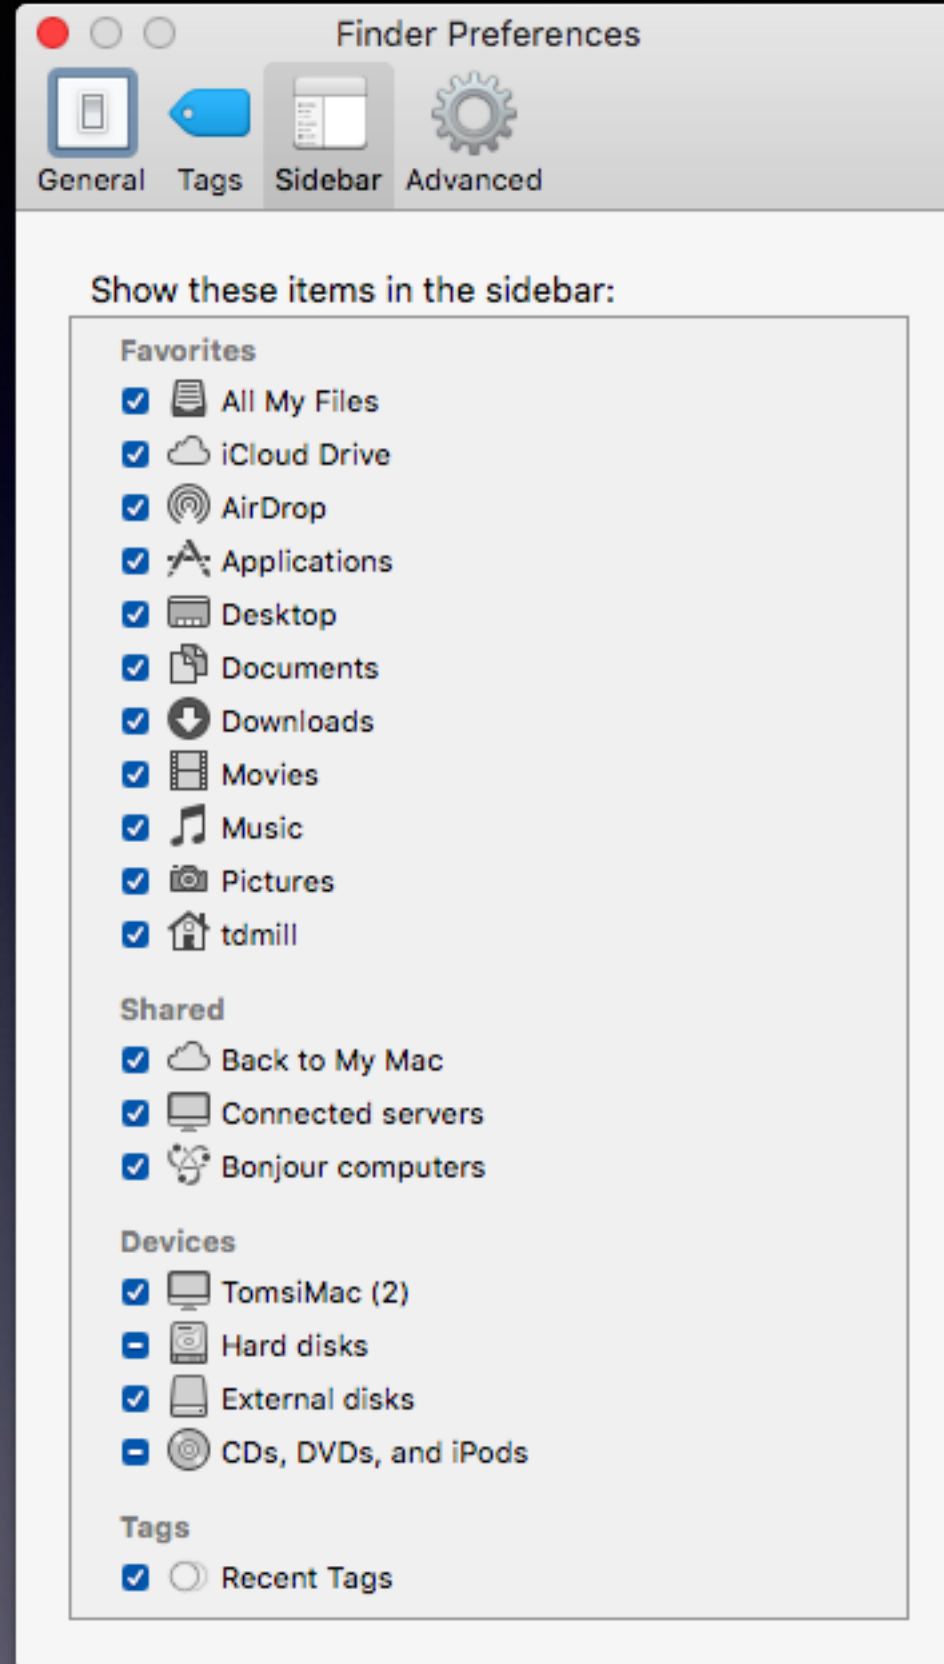 Finder Preferences
General Tags Sidebar Advanced
Show these items in the sidebar:
Favorites
All My Files
iCloud Drive
AirDrop
Applications
Desktop
Documents
Downloads
Movies
Music
Pictures
tdmill
Shared
Back to My Mac
Connected servers
Bonjour computers
Devices
TomsiMac (2)
Hard disks
External disks
CDs, DVDs, and iPods
Tags
Recent Tags